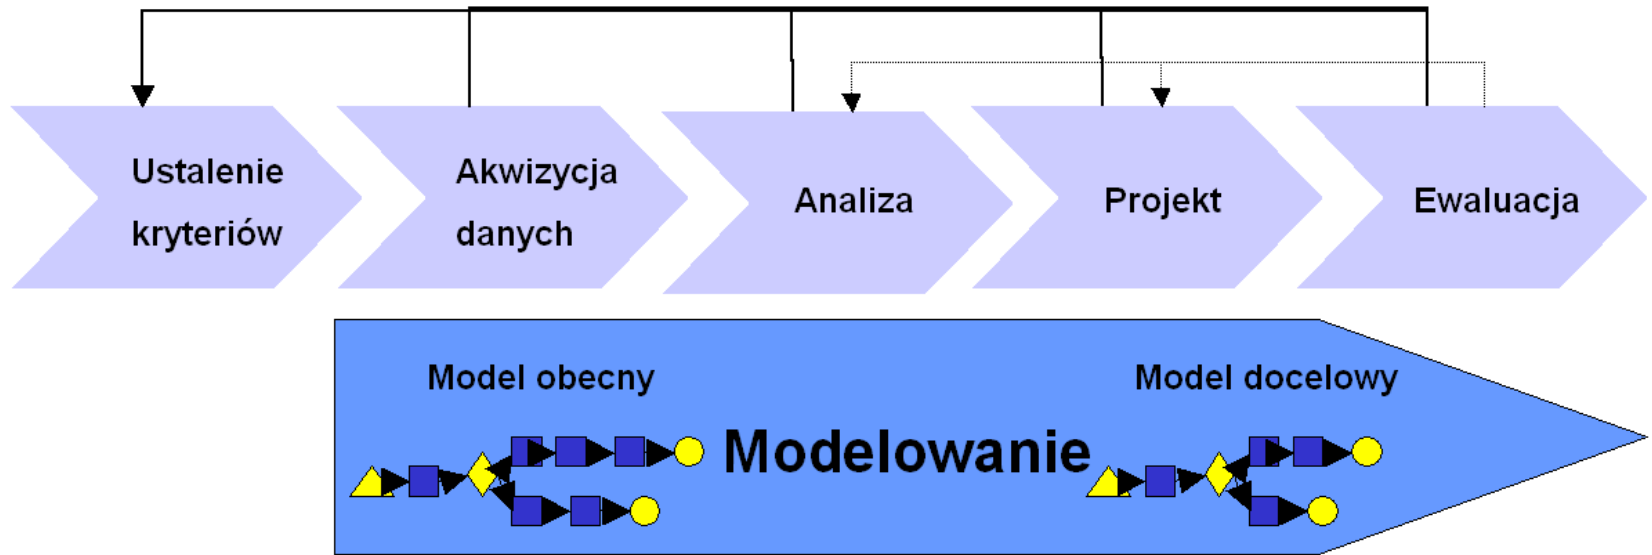 Ustalenie
kryteriów
Akwizycja
danych
Analiza
Projekt
Ewaluacja
Model obecny
Model docelowy
Modelowanie